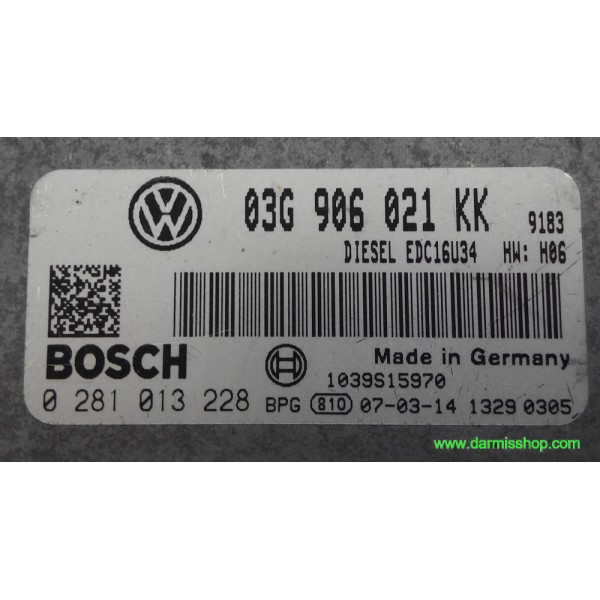 03G 906 021 KK 9183
DIESEL EDC16U34 HW: H06
BOSCH
Made in Germany
1039S15970
0 281 013 228 BPG 810 07-03-14 1329 0305
www.darmisshop.com